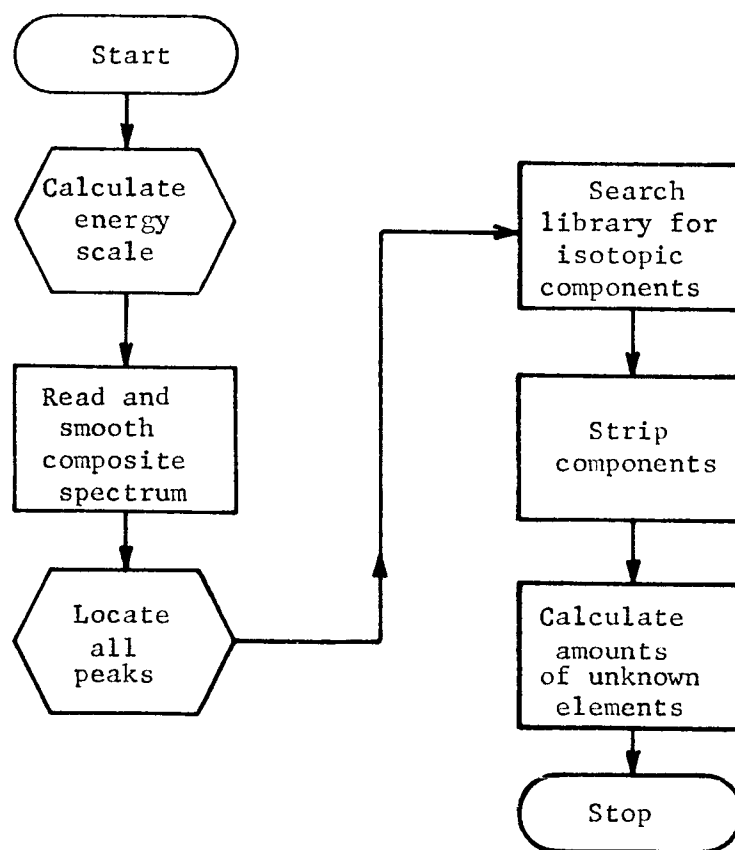 Start
Calculate
energy
scale
Read and
smooth
composite
spectrum
Locate
all
peaks
Search
library for
isotopic
components
Strip
components
Calculate
amounts
of unknown
elements
Stop